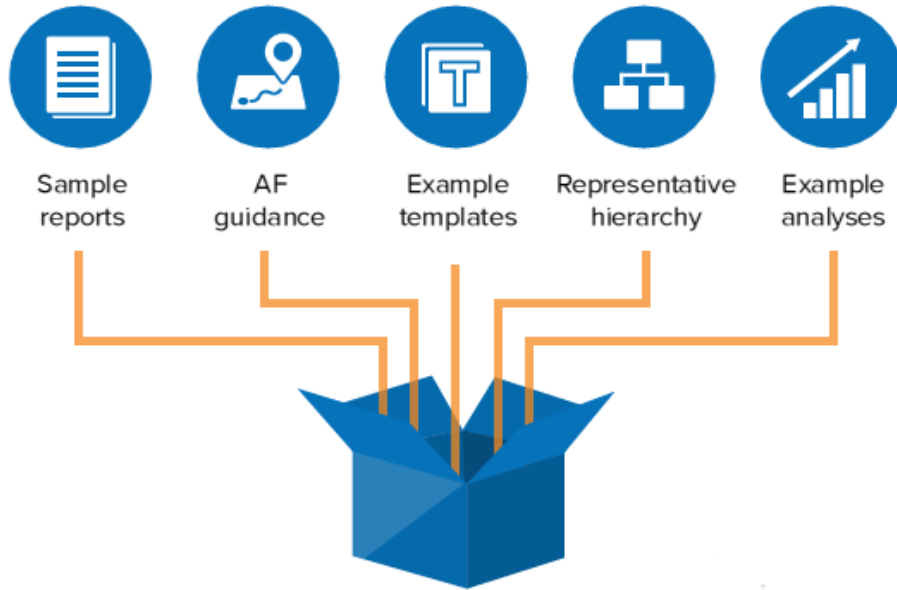 Sample
reports
AF
guidance
Example
templates
Representative
hierarchy
Example
analyses
T